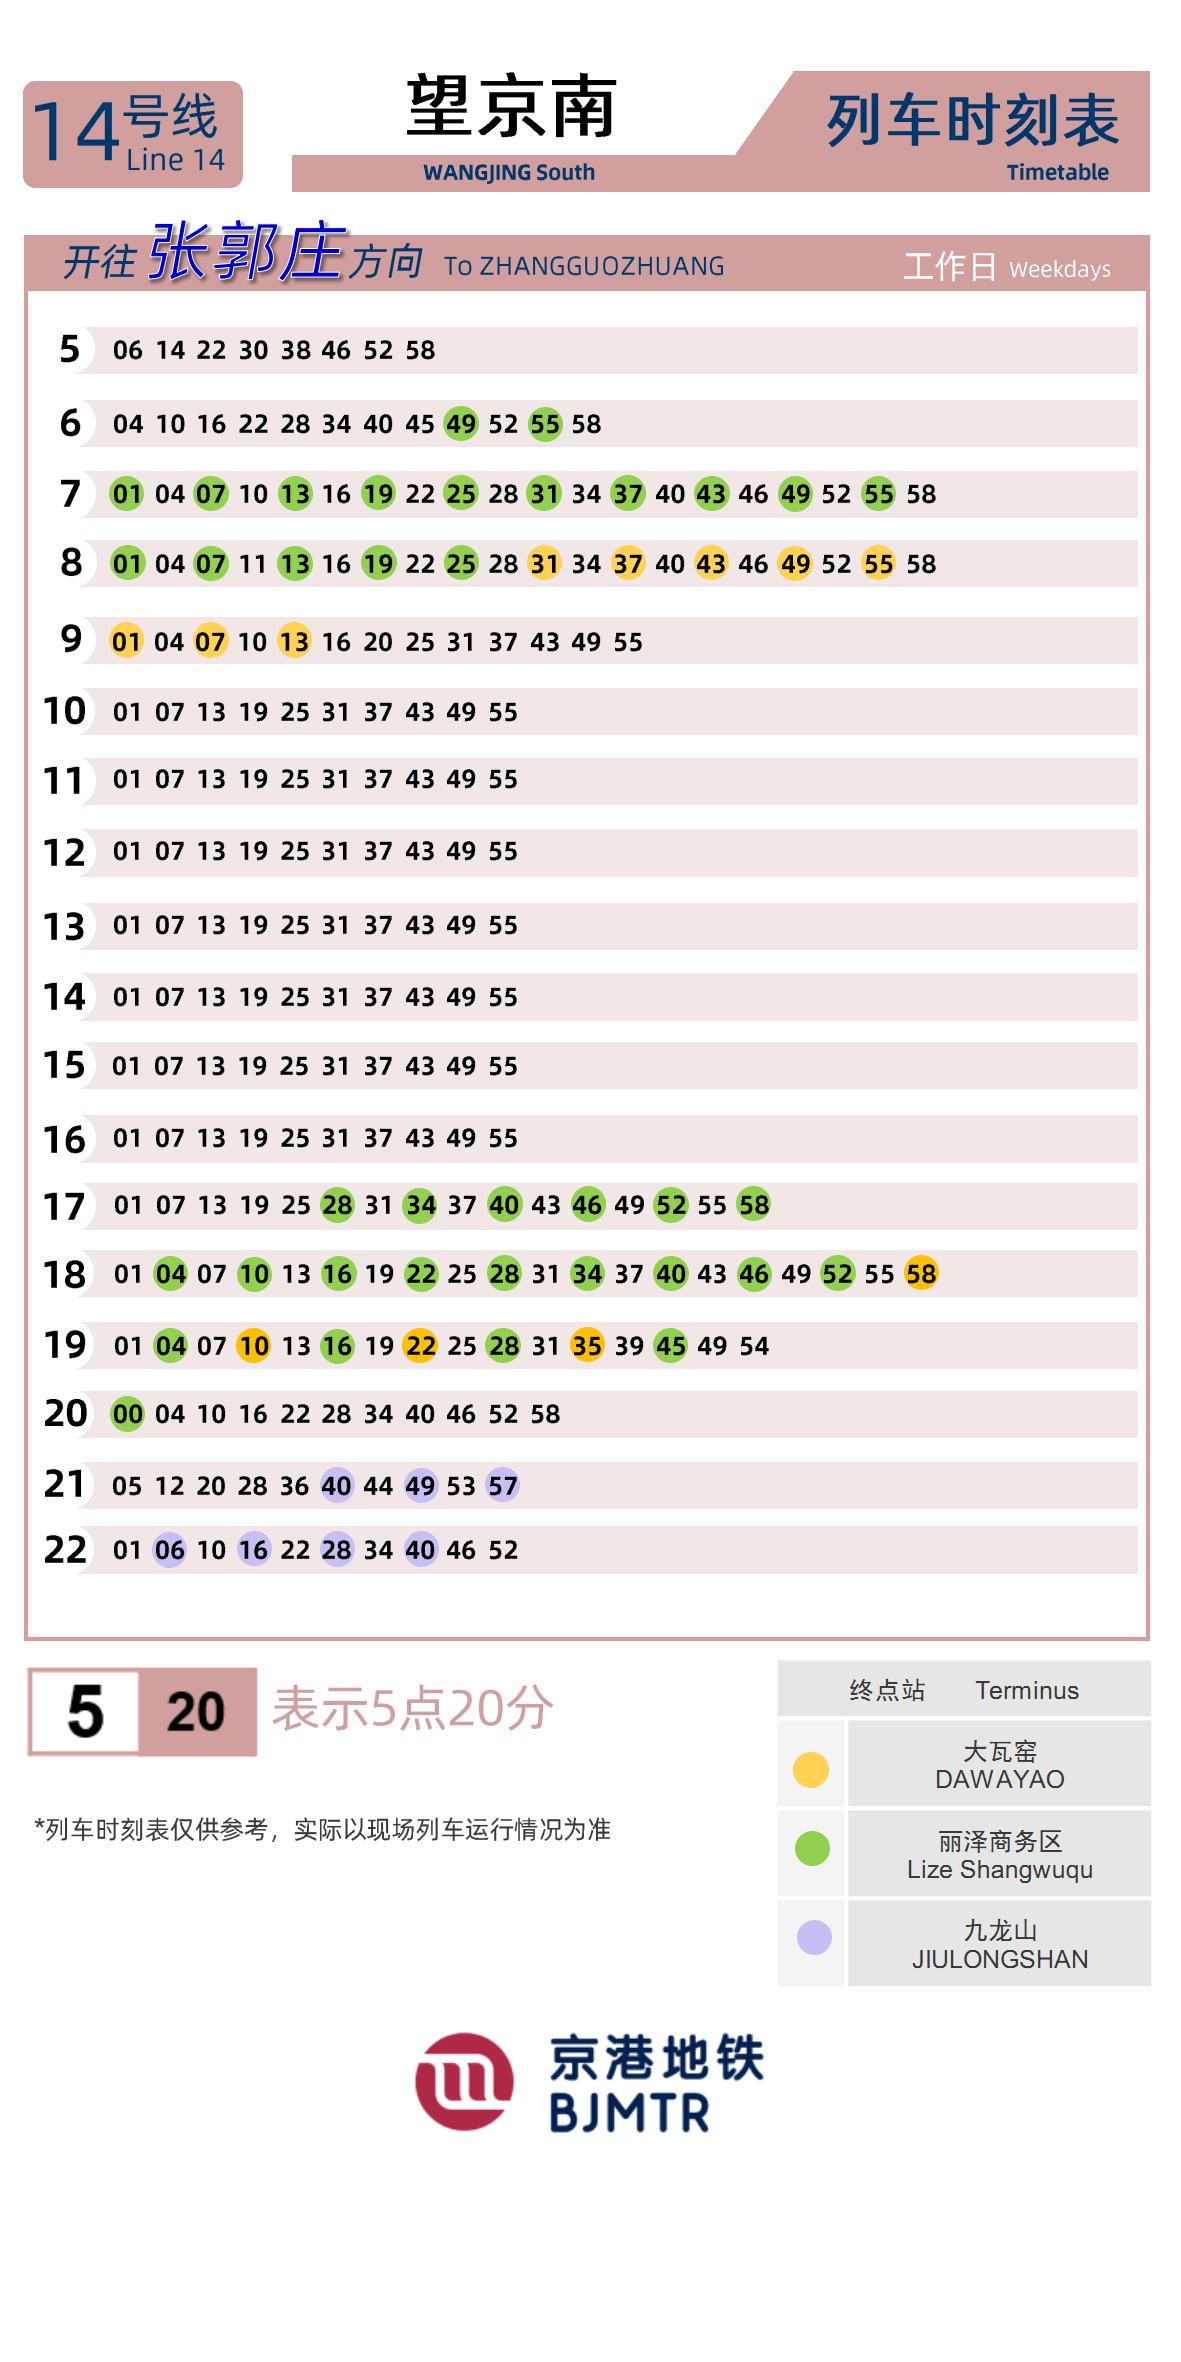 14号线
Line 14
望京南
WANGJING South
列车时刻表
Timetable
开往 张郭庄 方向 To ZHANGGUOZHUANG 工作日 Weekdays
5 06 14 22 30 38 46 52 58
6 04 10 16 22 28 34 40 45 49 52 55 58
7 01 04 07 10 13 16 19 22 25 28 31 34 37 40 43 46 49 52 55 58
8 01 04 07 11 13 16 19 22 25 28 31 34 37 40 43 46 49 52 55 58
9 01 04 07 10 13 16 20 25 31 37 43 49 55
10 01 07 13 19 25 31 37 43 49 55
11 01 07 13 19 25 31 37 43 49 55
12 01 07 13 19 25 31 37 43 49 55
13 01 07 13 19 25 31 37 43 49 55
14 01 07 13 19 25 31 37 43 49 55
15 01 07 13 19 25 31 37 43 49 55
16 01 07 13 19 25 31 37 43 49 55
17 01 07 13 19 25 28 31 34 37 40 43 46 49 52 55 58
18 01 04 07 10 13 16 19 22 25 28 31 34 37 40 43 46 49 52 55 58
19 01 04 07 10 13 16 19 22 25 28 31 35 39 45 49 54
20 00 04 10 16 22 28 34 40 46 52 58
21 05 12 20 28 36 40 44 49 53 57
22 01 06 10 16 22 28 34 40 46 52
5 20 表示5点20分
*列车时刻表仅供参考，实际以现场列车运行情况为准
终点站 Terminus
大瓦窑
DAWAYAO
丽泽商务区
Lize Shangwuqu
九龙山
JIULONGSHAN
京港地铁
BJMTR